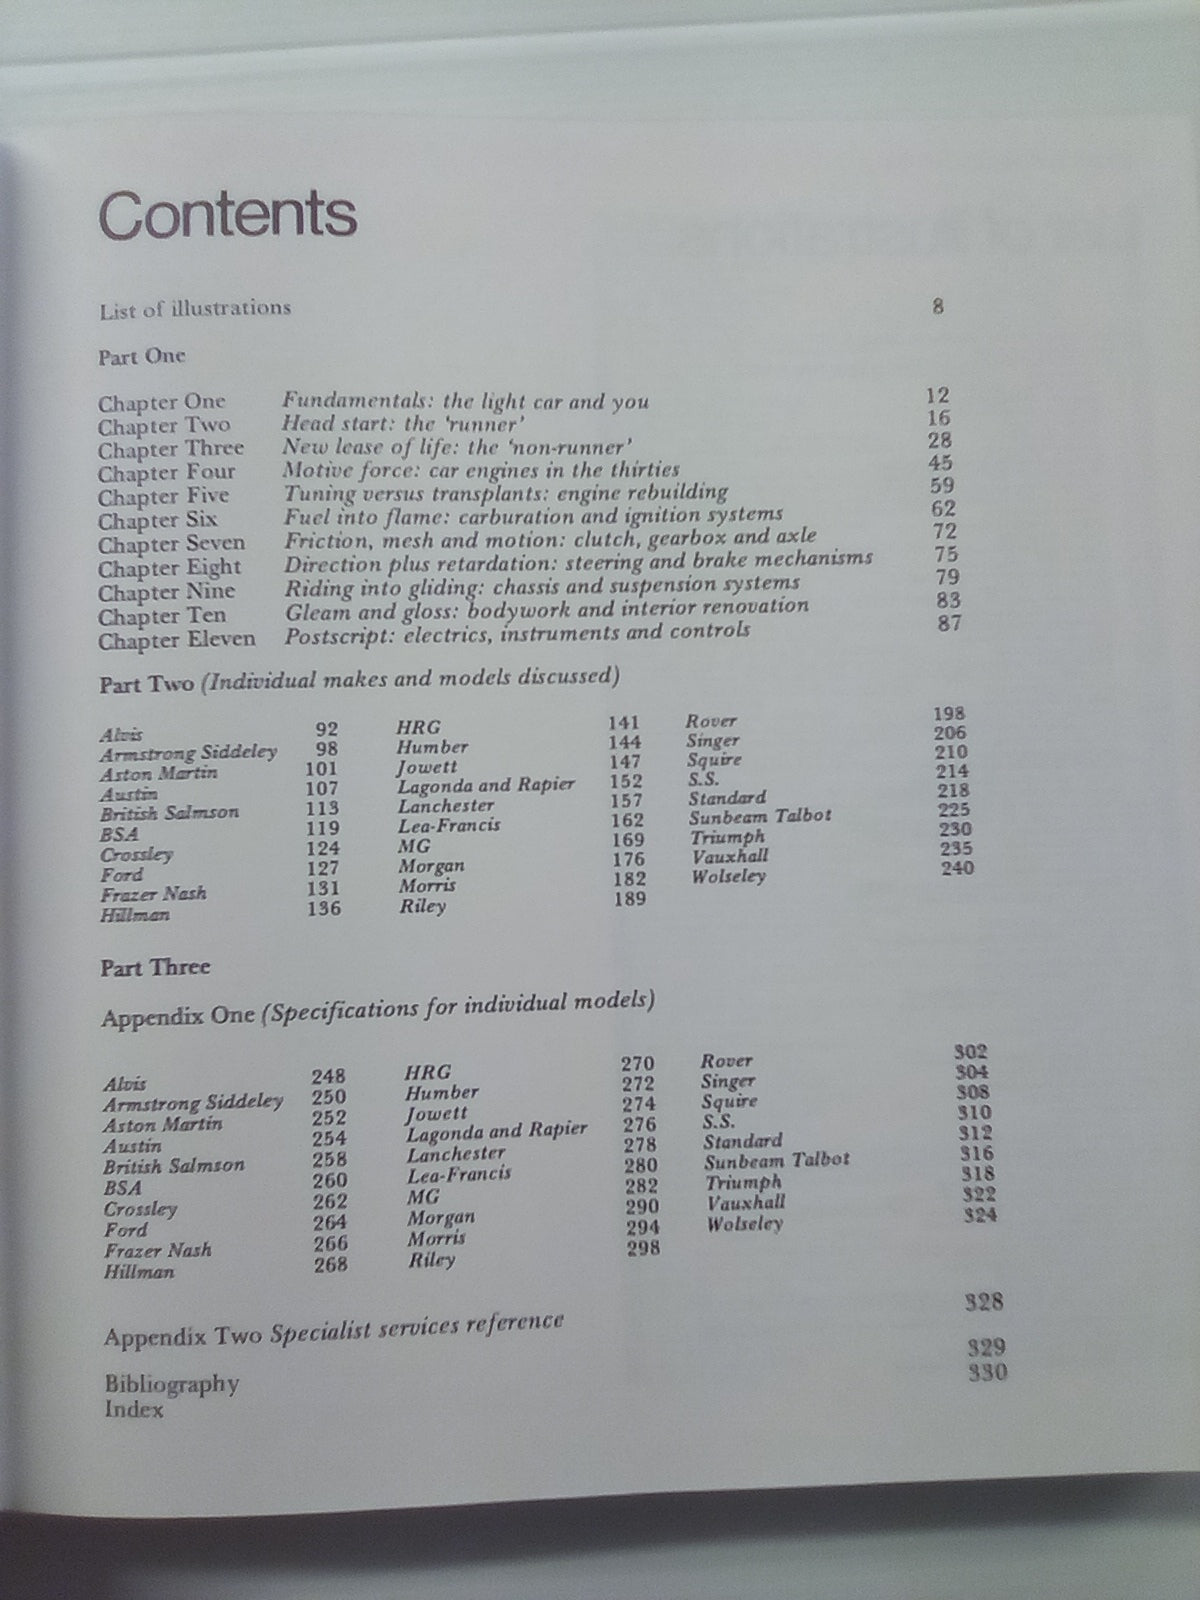 Contents
List of illustrations 8
Part One
Chapter One Fundamentals: the light car and you 12
Chapter Two Head start: the 'runner' 16
Chapter Three New lease of life: the 'non-runner' 28
Chapter Four Motive force: car engines in the thirties 45
Chapter Five Tuning versus transplants: engine rebuilding 59
Chapter Six Fuel into flame: carburation and ignition systems 62
Chapter Seven Friction, mesh and motion: clutch, gearbox and axle 72
Chapter Eight Direction plus retardation: steering and brake mechanisms 75
Chapter Nine Riding into gliding: chassis and suspension systems 79
Chapter Ten Gleam and gloss: bodywork and interior renovation 83
Chapter Eleven Postscript: electrics, instruments and controls 87
Part Two (Individual makes and models discussed)
Alvis 92 HRG 141 Rover 198
Armstrong Siddeley 98 Humber 144 Singer 206
Aston Martin 101 Jowett 147 Squire 210
Austin 107 Lagonda and Rapier 152 S.S. 214
British Salmson 113 Lanchester 157 Standard 218
BSA 119 Lea-Francis 162 Sunbeam Talbot 225
Crossley 124 MG 169 Triumph 230
Ford 127 Morgan 176 Vauxhall 235
Frazer Nash 131 Morris 182 Wolseley 240
Hillman 136 Riley 189
Part Three
Appendix One (Specifications for individual models)
Alvis 248 HRG 270 Rover 302
Armstrong Siddeley 250 Humber 272 Singer 304
Aston Martin 252 Jowett 274 Squire 308
Austin 254 Lagonda and Rapier 276 S.S. 310
British Salmson 258 Lanchester 278 Standard 312
BSA 260 Lea-Francis 280 Sunbeam Talbot 316
Crossley 262 MG 282 Triumph 318
Ford 264 Morgan 290 Vauxhall 322
Frazer Nash 266 Morris 294 Wolseley 324
Hillman 268 Riley 298
Appendix Two Specialist services reference 328
Bibliography 329
Index 330